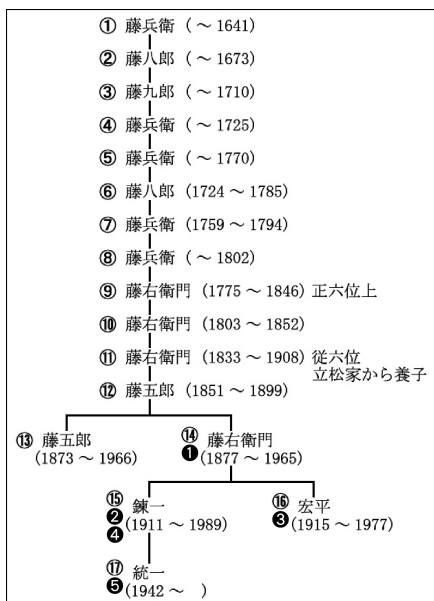 ① 藤兵衛 (～1641)
② 藤八郎 (～1673)
③ 藤九郎 (～1710)
④ 藤兵衛 (～1725)
⑤ 藤兵衛 (～1770)
⑥ 藤八郎 (1724～1785)
⑦ 藤兵衛 (1759～1794)
⑧ 藤兵衛 (～1802)
⑨ 藤右衛門 (1775～1846) 正六位上
⑩ 藤右衛門 (1803～1852)
⑪ 藤右衛門 (1833～1908) 従六位
立松家から養子
⑫ 藤五郎 (1851～1899)
⑬ 藤五郎
(1873～1966)
⑭ 藤右衛門
❶ (1877～1965)
⑮ 錬一
❷
❹ (1911～1989)
⑯ 宏平
❸ (1915～1977)
⑰ 統一
❺ (1942～ )